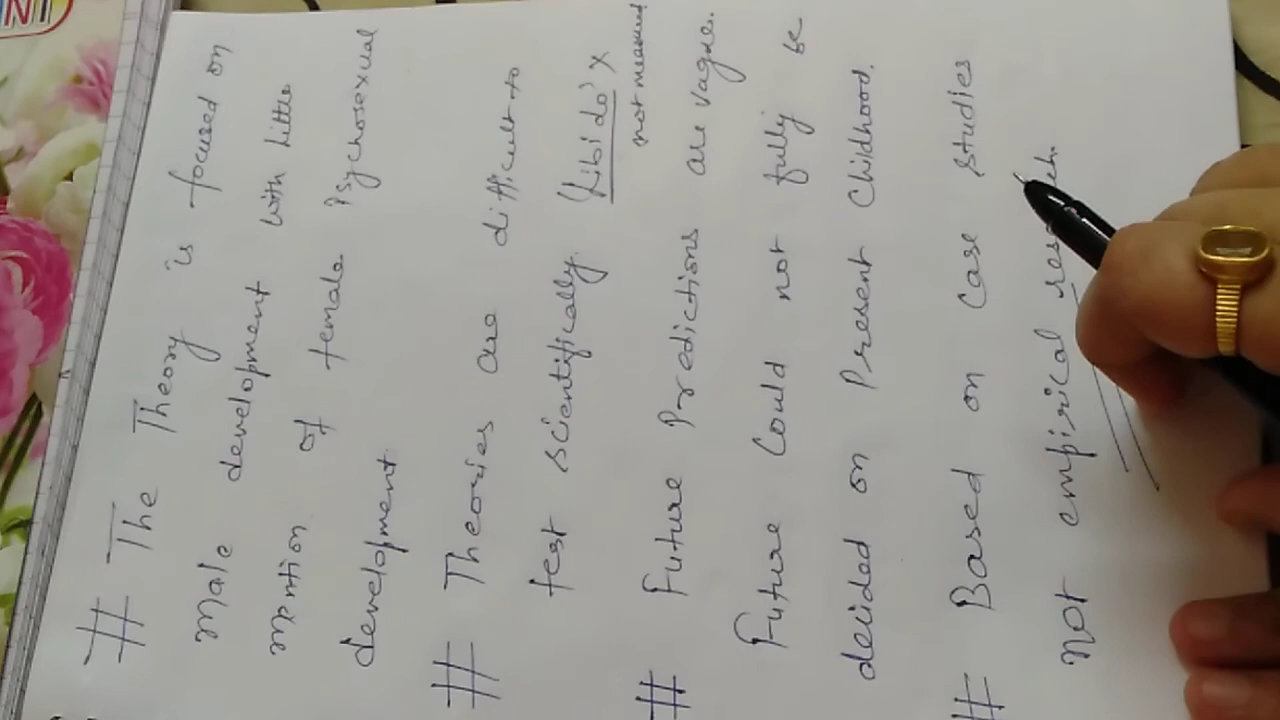 # The Theory is focused on
male development with little
mention of female Psychosexual
development
# Theories are difficult to
test scientifically. (Libido' x
not measured
# Future Predictions are vague.
Future Could not fully be
decided on Present Childhood.
# Based on Case Studies
not empirical